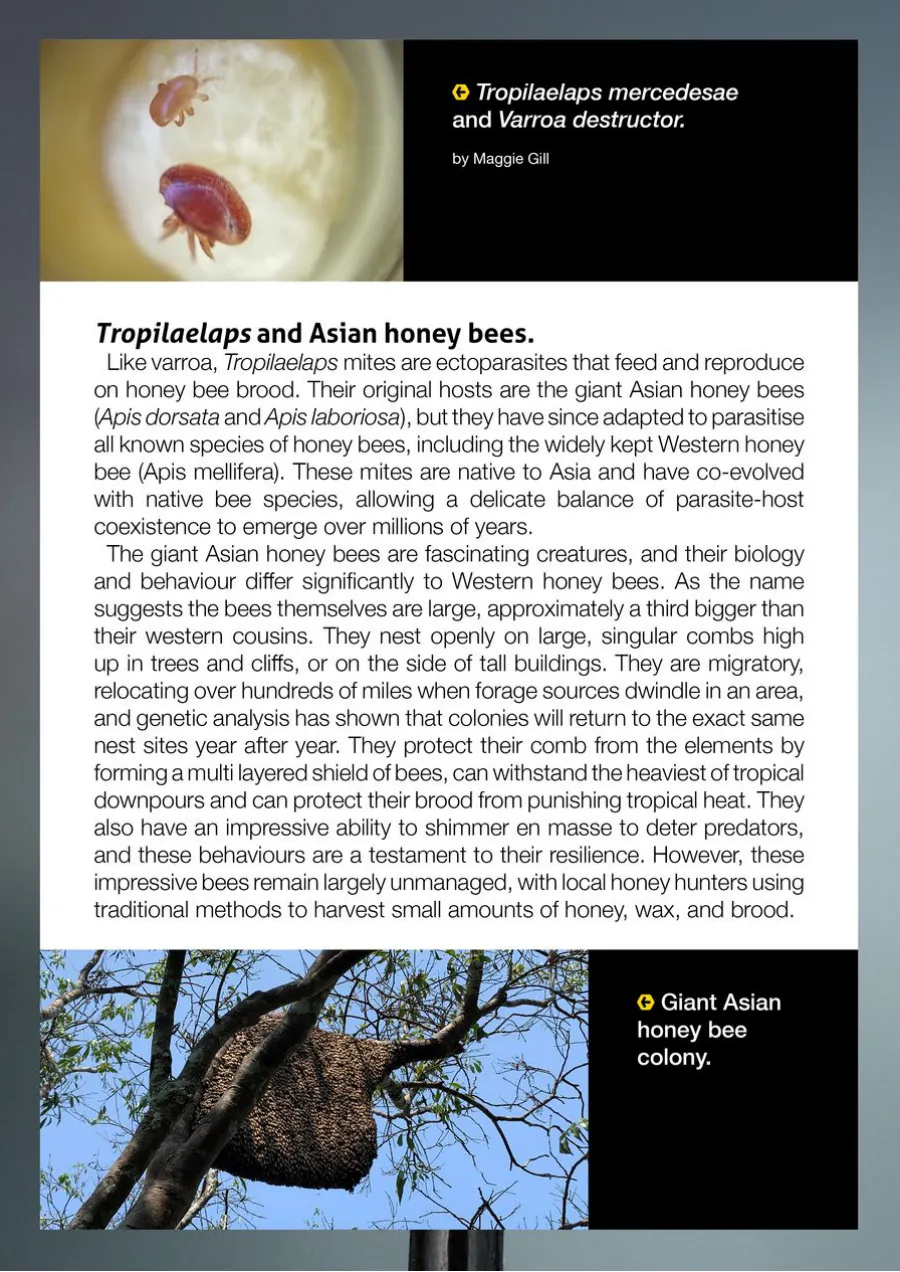 Tropilaelaps mercedesae
and Varroa destructor.
by Maggie Gill
Tropilaelaps and Asian honey bees.
Like varroa, Tropilaelaps mites are ectoparasites that feed and reproduce
on honey bee brood. Their original hosts are the giant Asian honey bees
(Apis dorsata and Apis laboriosa), but they have since adapted to parasitise
all known species of honey bees, including the widely kept Western honey
bee (Apis mellifera). These mites are native to Asia and have co-evolved
with native bee species, allowing a delicate balance of parasite-host
coexistence to emerge over millions of years.
The giant Asian honey bees are fascinating creatures, and their biology
and behaviour differ significantly to Western honey bees. As the name
suggests the bees themselves are large, approximately a third bigger than
their western cousins. They nest openly on large, singular combs high
up in trees and cliffs, or on the side of tall buildings. They are migratory,
relocating over hundreds of miles when forage sources dwindle in an area,
and genetic analysis has shown that colonies will return to the exact same
nest sites year after year. They protect their comb from the elements by
forming a multi layered shield of bees, can withstand the heaviest of tropical
downpours and can protect their brood from punishing tropical heat. They
also have an impressive ability to shimmer en masse to deter predators,
and these behaviours are a testament to their resilience. However, these
impressive bees remain largely unmanaged, with local honey hunters using
traditional methods to harvest small amounts of honey, wax, and brood.
Giant Asian
honey bee
colony.